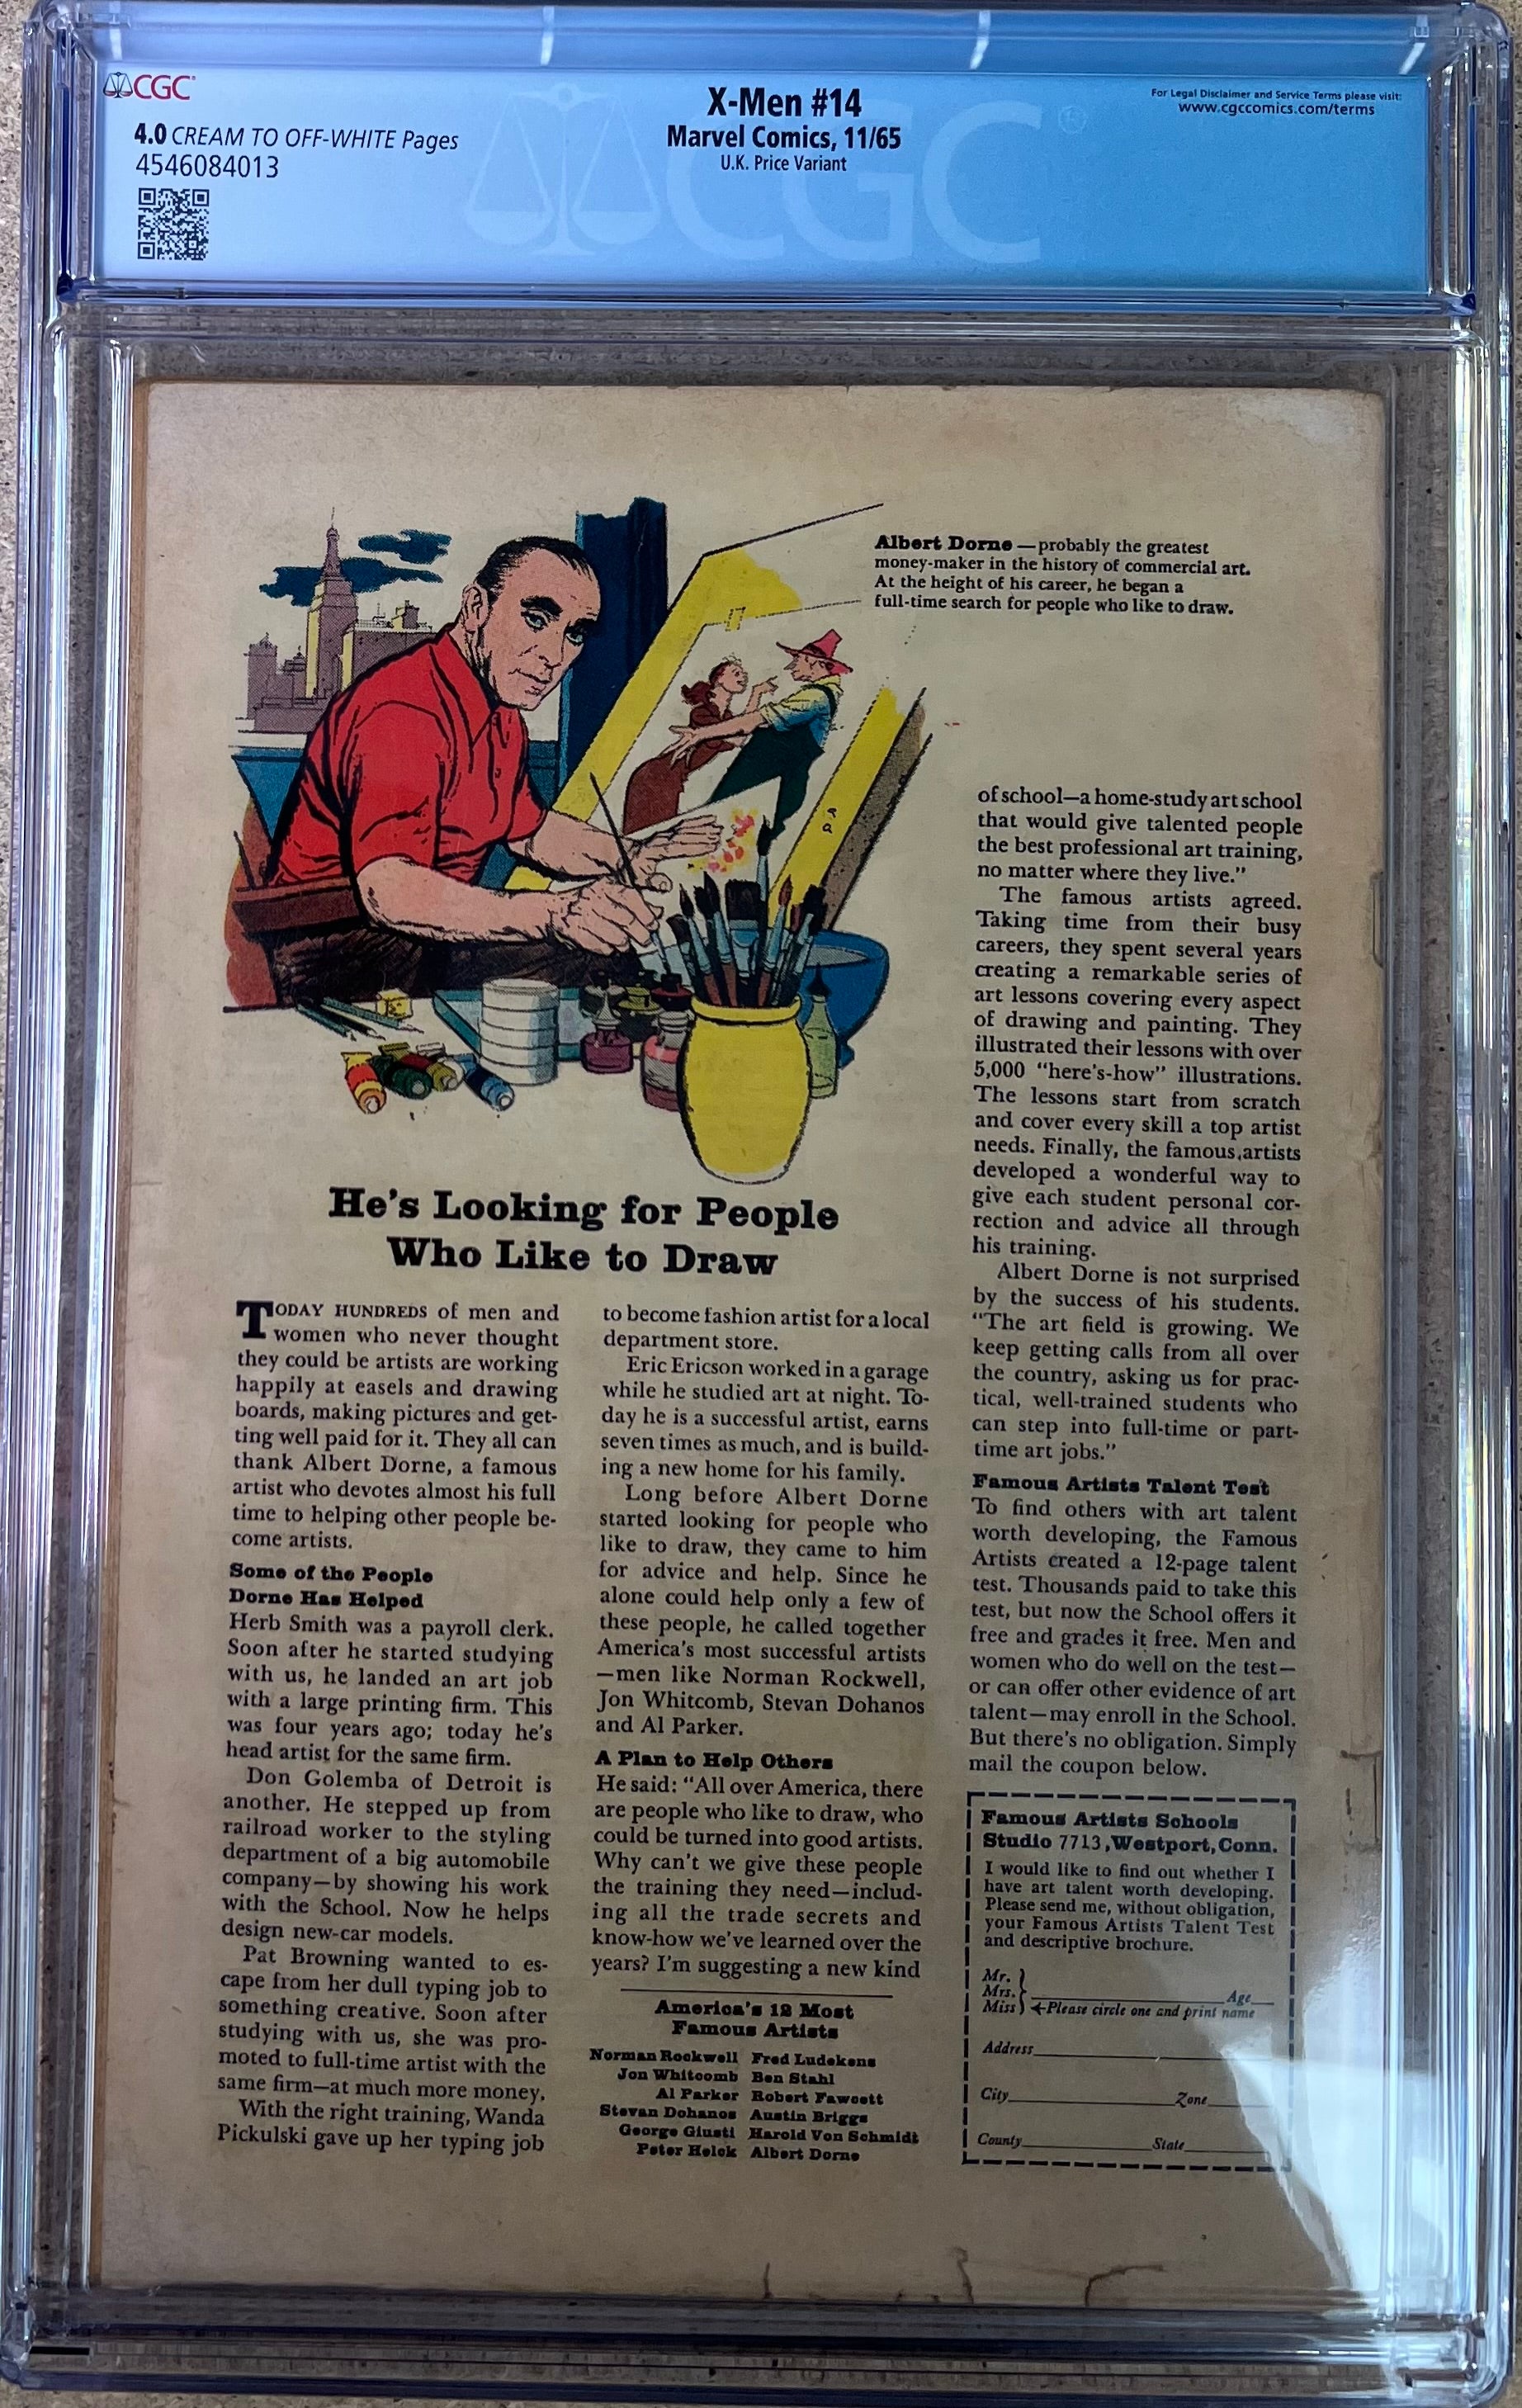 CGC
4.0 CREAM TO OFF-WHITE Pages
4546084013
X-Men #14
Marvel Comics, 11/65
U.K. Price Variant
For Legal Disclaimer and Service Terms please visit:
www.cgccomics.com/terms
CGC
Albert Dorne — probably the greatest
money-maker in the history of commercial art.
At the height of his career, he began a
full-time search for people who like to draw.
He's Looking for People
Who Like to Draw
TODAY HUNDREDS of men and
women who never thought
they could be artists are working
happily at easels and drawing
boards, making pictures and get-
ting well paid for it. They all can
thank Albert Dorne, a famous
artist who devotes almost his full
time to helping other people be-
come artists.
Some of the People
Dorne Has Helped
Herb Smith was a payroll clerk.
Soon after he started studying
with us, he landed an art job
with a large printing firm. This
was four years ago; today he's
head artist for the same firm.
Don Golemba of Detroit is
another. He stepped up from
railroad worker to the styling
department of a big automobile
company—by showing his work
with the School. Now he helps
design new-car models.
Pat Browning wanted to es-
cape from her dull typing job to
something creative. Soon after
studying with us, she was pro-
moted to full-time artist with the
same firm—at much more money.
With the right training, Wanda
Pickulski gave up her typing job
to become fashion artist for a local
department store.
Eric Ericson worked in a garage
while he studied art at night. To-
day he is a successful artist, earns
seven times as much, and is build-
ing a new home for his family.
Long before Albert Dorne
started looking for people who
like to draw, they came to him
for advice and help. Since he
alone could help only a few of
these people, he called together
America's most successful artists
—men like Norman Rockwell,
Jon Whitcomb, Stevan Dohanos
and Al Parker.
A Plan to Help Others
He said: "All over America, there
are people who like to draw, who
could be turned into good artists.
Why can't we give these people
the training they need—includ-
ing all the trade secrets and
know-how we've learned over the
years? I'm suggesting a new kind
America's 12 Most
Famous Artists
Norman Rockwell Fred Ludekens
Jon Whitcomb Ben Stahl
Al Parker Robert Fawcett
Stevan Dohanos Austin Briggs
George Giusti Harold Von Schmidt
Peter Helck Albert Dorne
of school—a home-study art school
that would give talented people
the best professional art training,
no matter where they live."
The famous artists agreed.
Taking time from their busy
careers, they spent several years
creating a remarkable series of
art lessons covering every aspect
of drawing and painting. They
illustrated their lessons with over
5,000 "here's-how" illustrations.
The lessons start from scratch
and cover every skill a top artist
needs. Finally, the famous artists
developed a wonderful way to
give each student personal cor-
rection and advice all through
his training.
Albert Dorne is not surprised
by the success of his students.
"The art field is growing. We
keep getting calls from all over
the country, asking us for prac-
tical, well-trained students who
can step into full-time or part-
time art jobs."
Famous Artists Talent Test
To find others with art talent
worth developing, the Famous
Artists created a 12-page talent
test. Thousands paid to take this
test, but now the School offers it
free and grades it free. Men and
women who do well on the test—
or can offer other evidence of art
talent—may enroll in the School.
But there's no obligation. Simply
mail the coupon below.
Famous Artists Schools
Studio 7713, Westport, Conn.
I would like to find out whether I
have art talent worth developing.
Please send me, without obligation,
your Famous Artists Talent Test
and descriptive brochure.
Mr.
Mrs. Age
Miss ←Please circle one and print name
Address
City Zone
County State